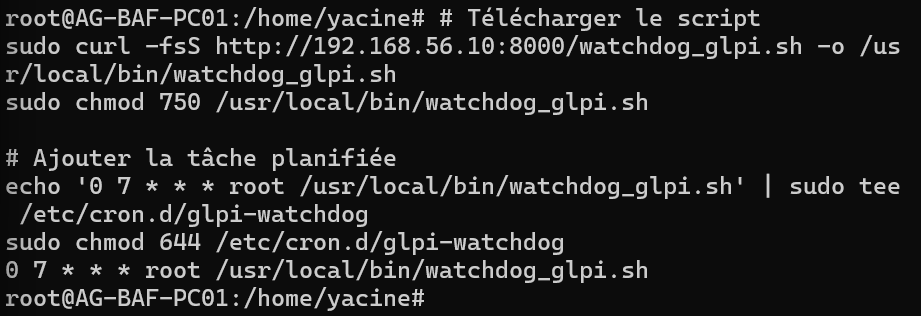 root@AG-BAF-PC01:/home/yacine# # Télécharger le script
sudo curl -fsS http://192.168.56.10:8000/watchdog_glpi.sh -o /us
r/local/bin/watchdog_glpi.sh
sudo chmod 750 /usr/local/bin/watchdog_glpi.sh

# Ajouter la tâche planifiée
echo '0 7 * * * root /usr/local/bin/watchdog_glpi.sh' | sudo tee
 /etc/cron.d/glpi-watchdog
sudo chmod 644 /etc/cron.d/glpi-watchdog
0 7 * * * root /usr/local/bin/watchdog_glpi.sh
root@AG-BAF-PC01:/home/yacine#